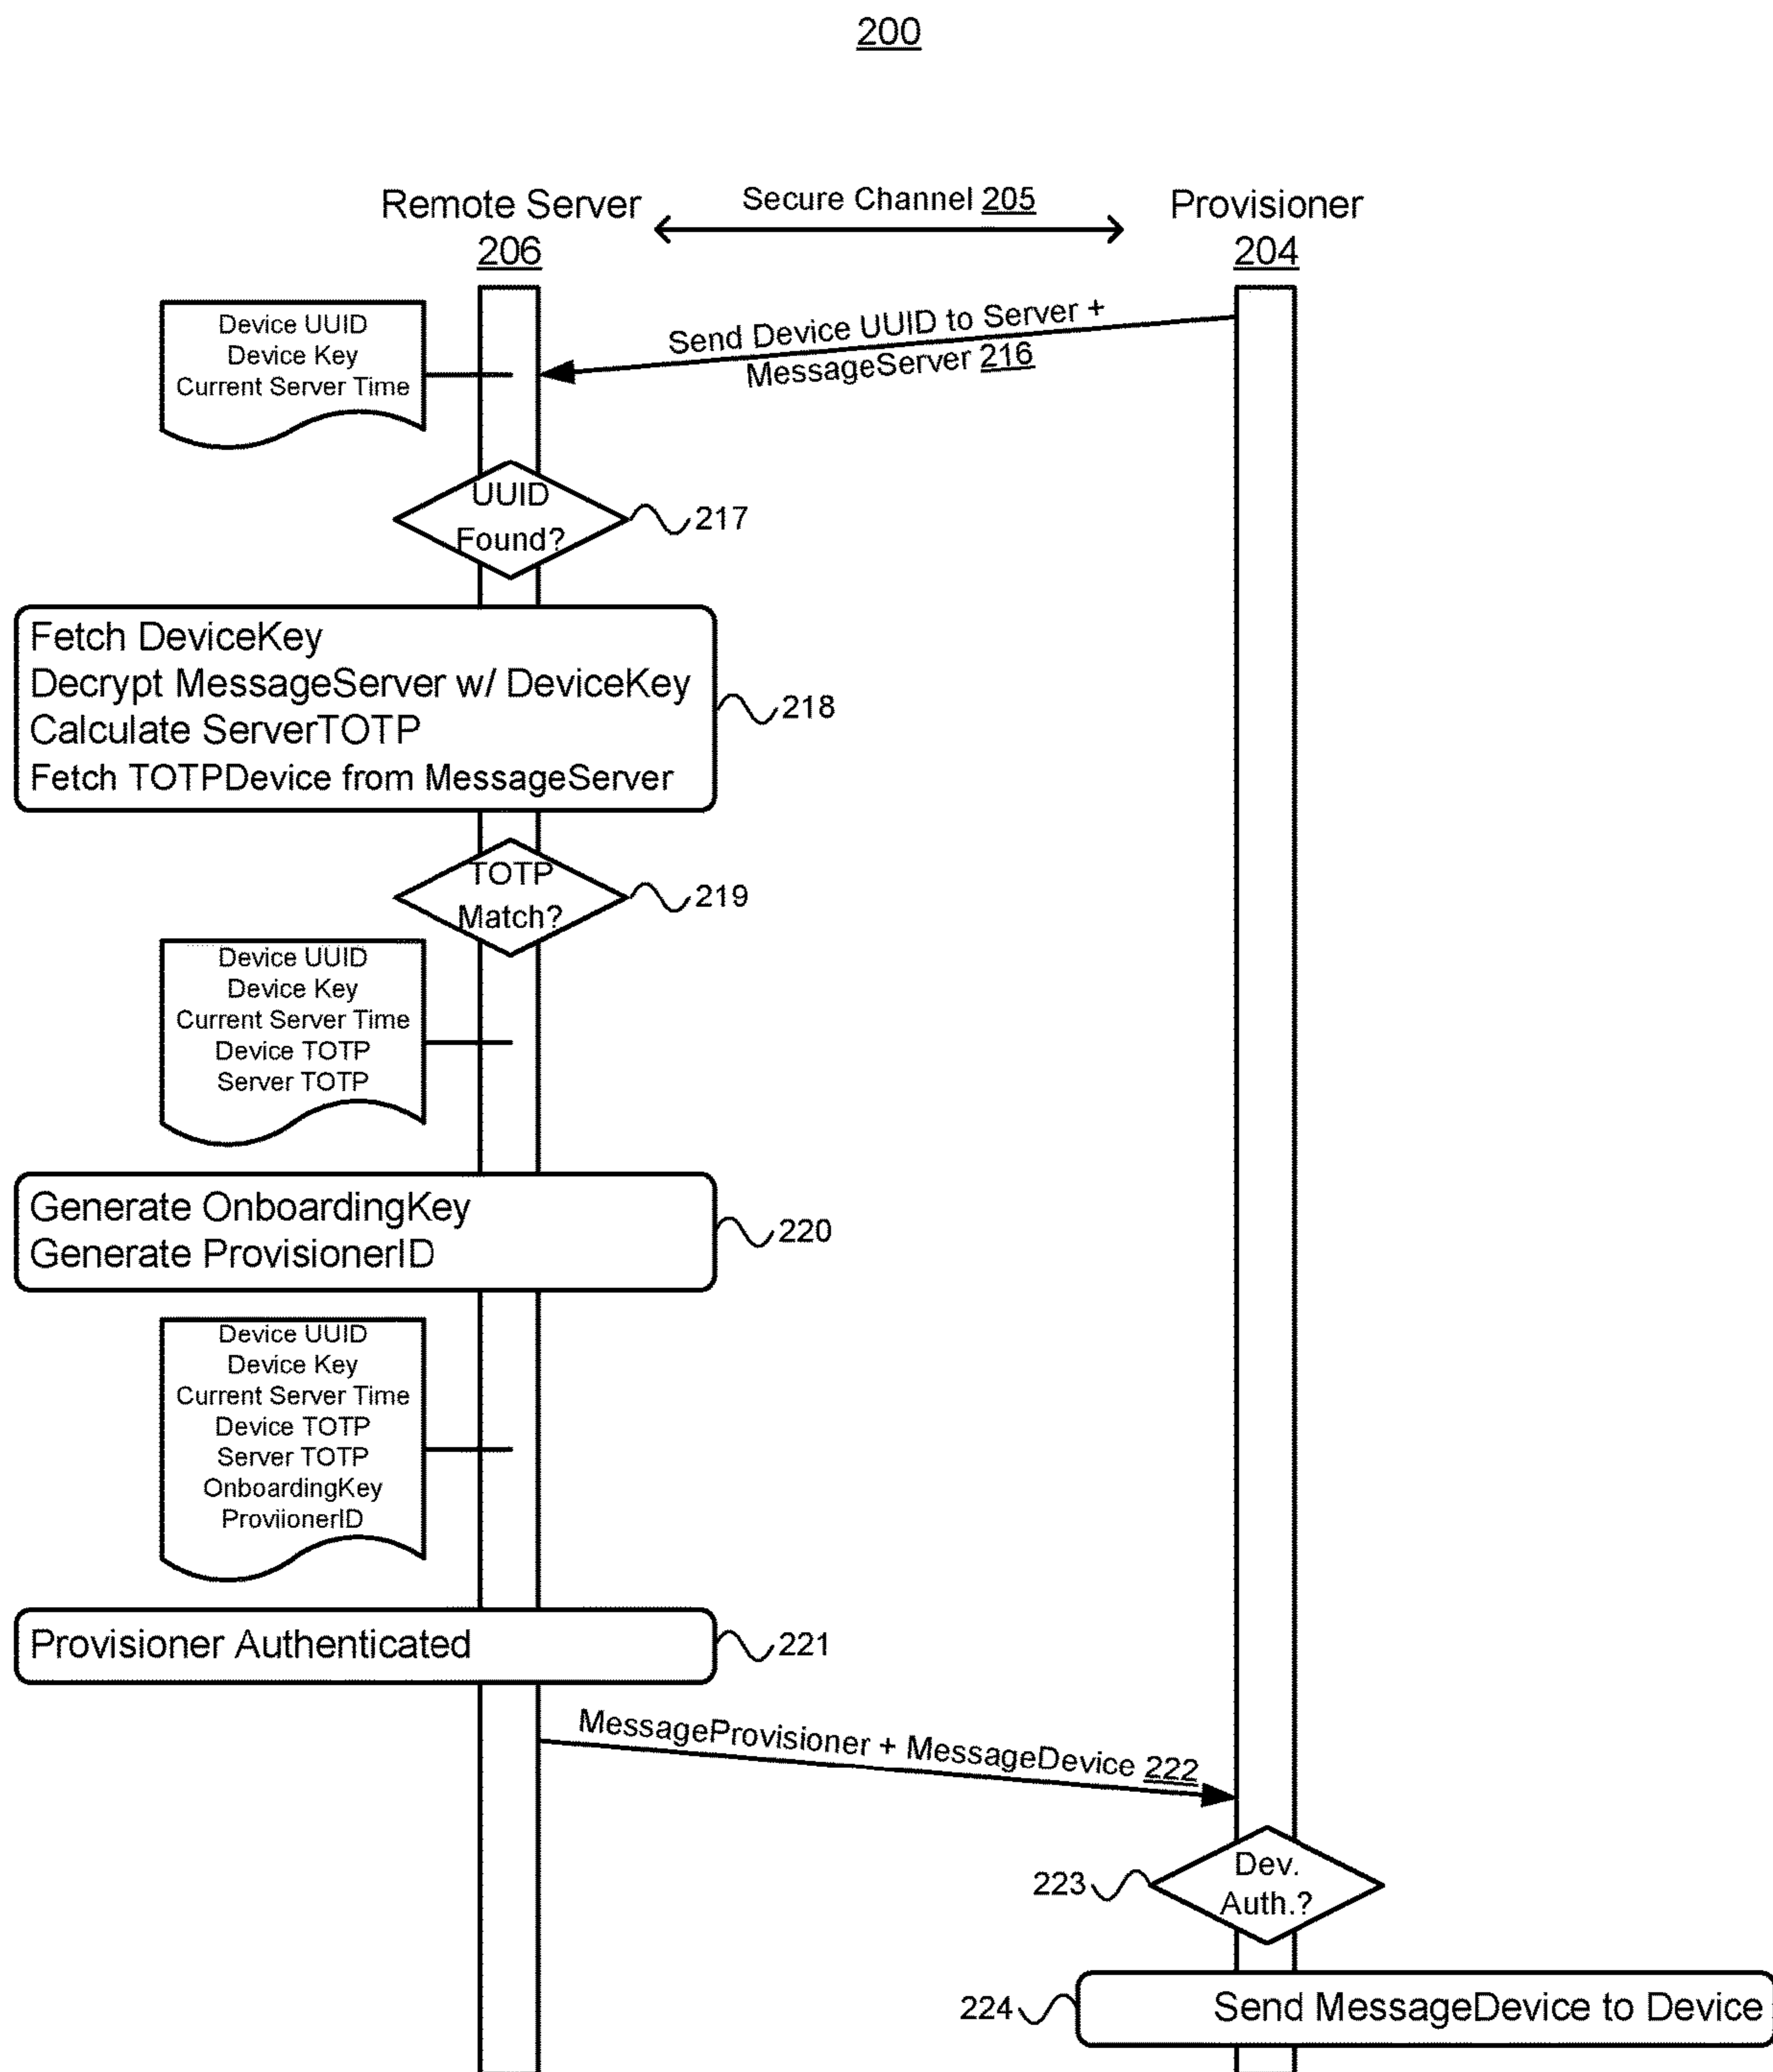 200
Remote Server
206
Secure Channel 205
Provisioner
204
Device UUID
Device Key
Current Server Time
Send Device UUID to Server +
MessageServer 216
UUID
Found?
217
Fetch DeviceKey
Decrypt MessageServer w/ DeviceKey
Calculate ServerTOTP
Fetch TOTPDevice from MessageServer
218
TOTP
Match?
219
Device UUID
Device Key
Current Server Time
Device TOTP
Server TOTP
Generate OnboardingKey
Generate ProvisionerID
220
Device UUID
Device Key
Current Server Time
Device TOTP
Server TOTP
OnboardingKey
ProviionerID
Provisioner Authenticated
221
MessageProvisioner + MessageDevice 222
Dev.
Auth.?
223
224
Send MessageDevice to Device